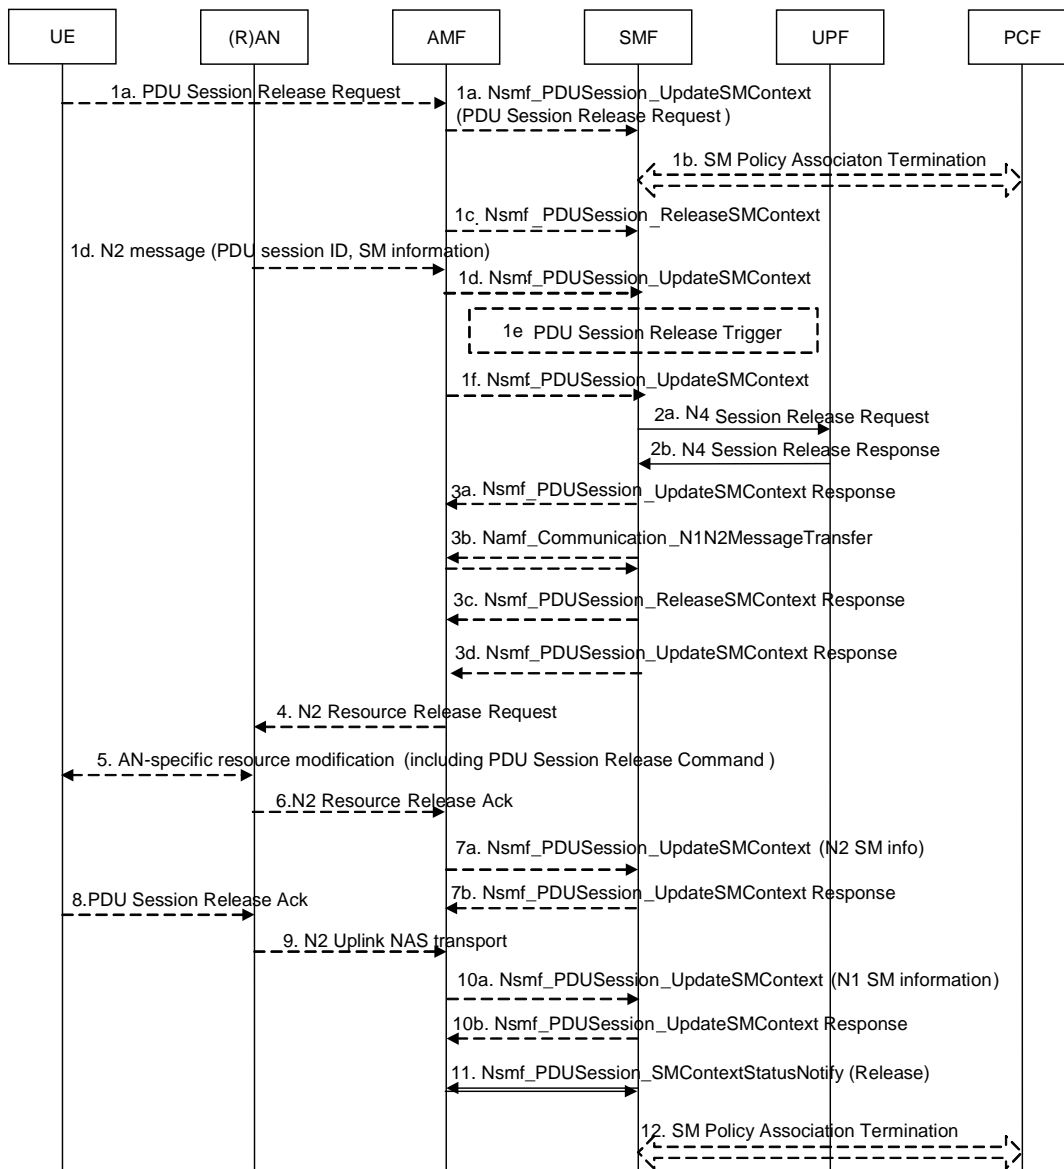 UE
(R)AN
AMF
SMF
UPF
PCF
1a. PDU Session Release Request
1a. Nsmf_PDUSession_UpdateSMContext
(PDU Session Release Request )
1b. SM Policy Associaton Termination
1c. Nsmf_PDUSession_ReleaseSMContext
1d. N2 message (PDU session ID, SM information)
1d. Nsmf_PDUSession_UpdateSMContext
1e PDU Session Release Trigger
1f. Nsmf_PDUSession_UpdateSMContext
2a. N4 Session Release Request
2b. N4 Session Release Response
3a. Nsmf_PDUSession_UpdateSMContext Response
3b. Namf_Communication_N1N2MessageTransfer
3c. Nsmf_PDUSession_ReleaseSMContext Response
3d. Nsmf_PDUSession_UpdateSMContext Response
4. N2 Resource Release Request
5. AN-specific resource modification (including PDU Session Release Command )
6.N2 Resource Release Ack
7a. Nsmf_PDUSession_UpdateSMContext (N2 SM info)
7b. Nsmf_PDUSession_UpdateSMContext Response
8.PDU Session Release Ack
9. N2 Uplink NAS transport
10a. Nsmf_PDUSession_UpdateSMContext (N1 SM information)
10b. Nsmf_PDUSession_UpdateSMContext Response
11. Nsmf_PDUSession_SMContextStatusNotify (Release)
12. SM Policy Association Termination